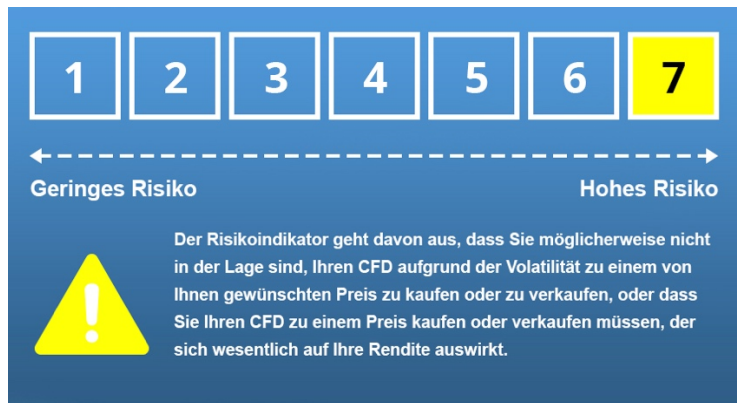 1 2 3 4 5 6 7
Geringes Risiko Hohes Risiko
Der Risikoindikator geht davon aus, dass Sie möglicherweise nicht
in der Lage sind, Ihren CFD aufgrund der Volatilität zu einem von
Ihnen gewünschten Preis zu kaufen oder zu verkaufen, oder dass
Sie Ihren CFD zu einem Preis kaufen oder verkaufen müssen, der
sich wesentlich auf Ihre Rendite auswirkt.